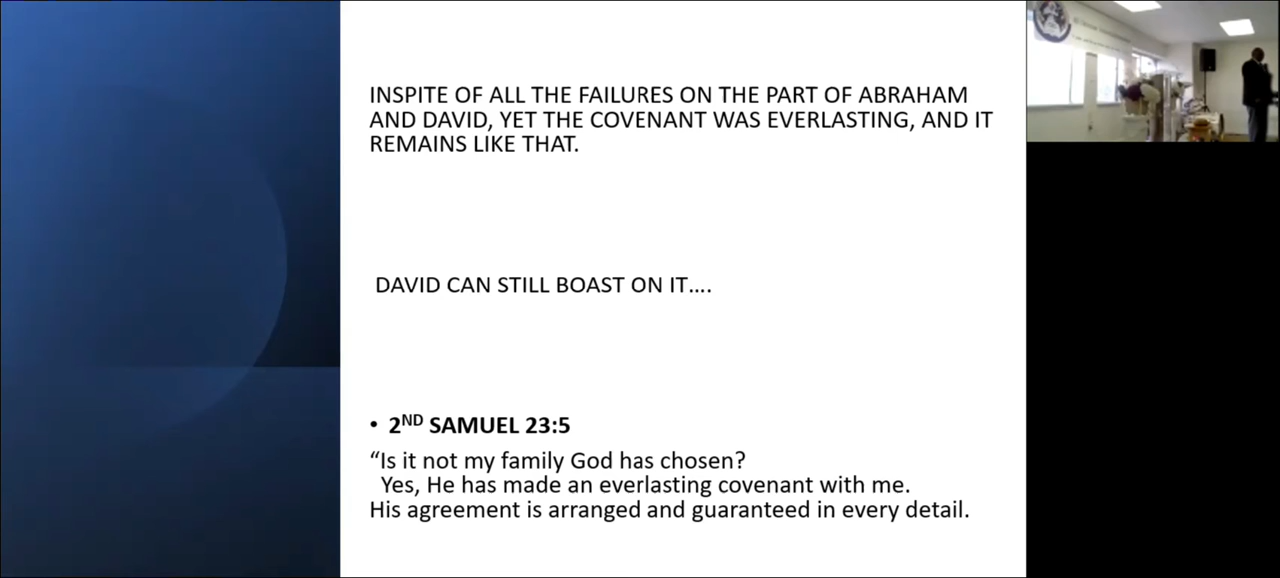 INSPITE OF ALL THE FAILURES ON THE PART OF ABRAHAM
AND DAVID, YET THE COVENANT WAS EVERLASTING, AND IT
REMAINS LIKE THAT.
DAVID CAN STILL BOAST ON IT....
• 2ND SAMUEL 23:5
“Is it not my family God has chosen?
Yes, He has made an everlasting covenant with me.
His agreement is arranged and guaranteed in every detail.